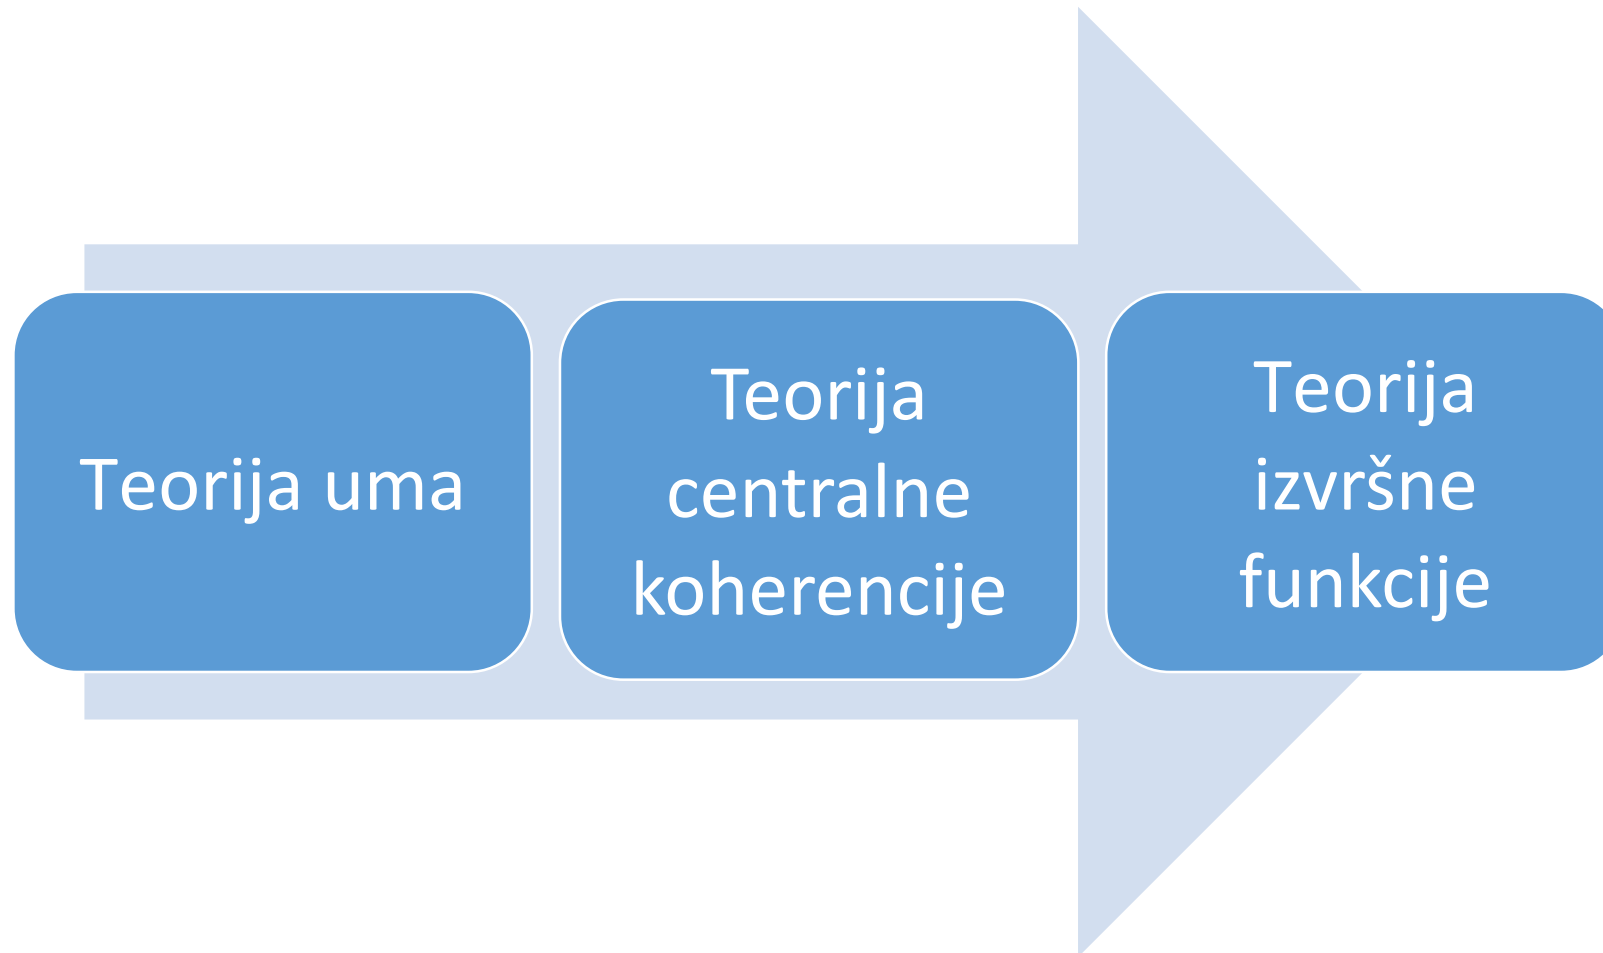 Teorija uma
Teorija
centralne
koherencije
Teorija
izvršne
funkcije